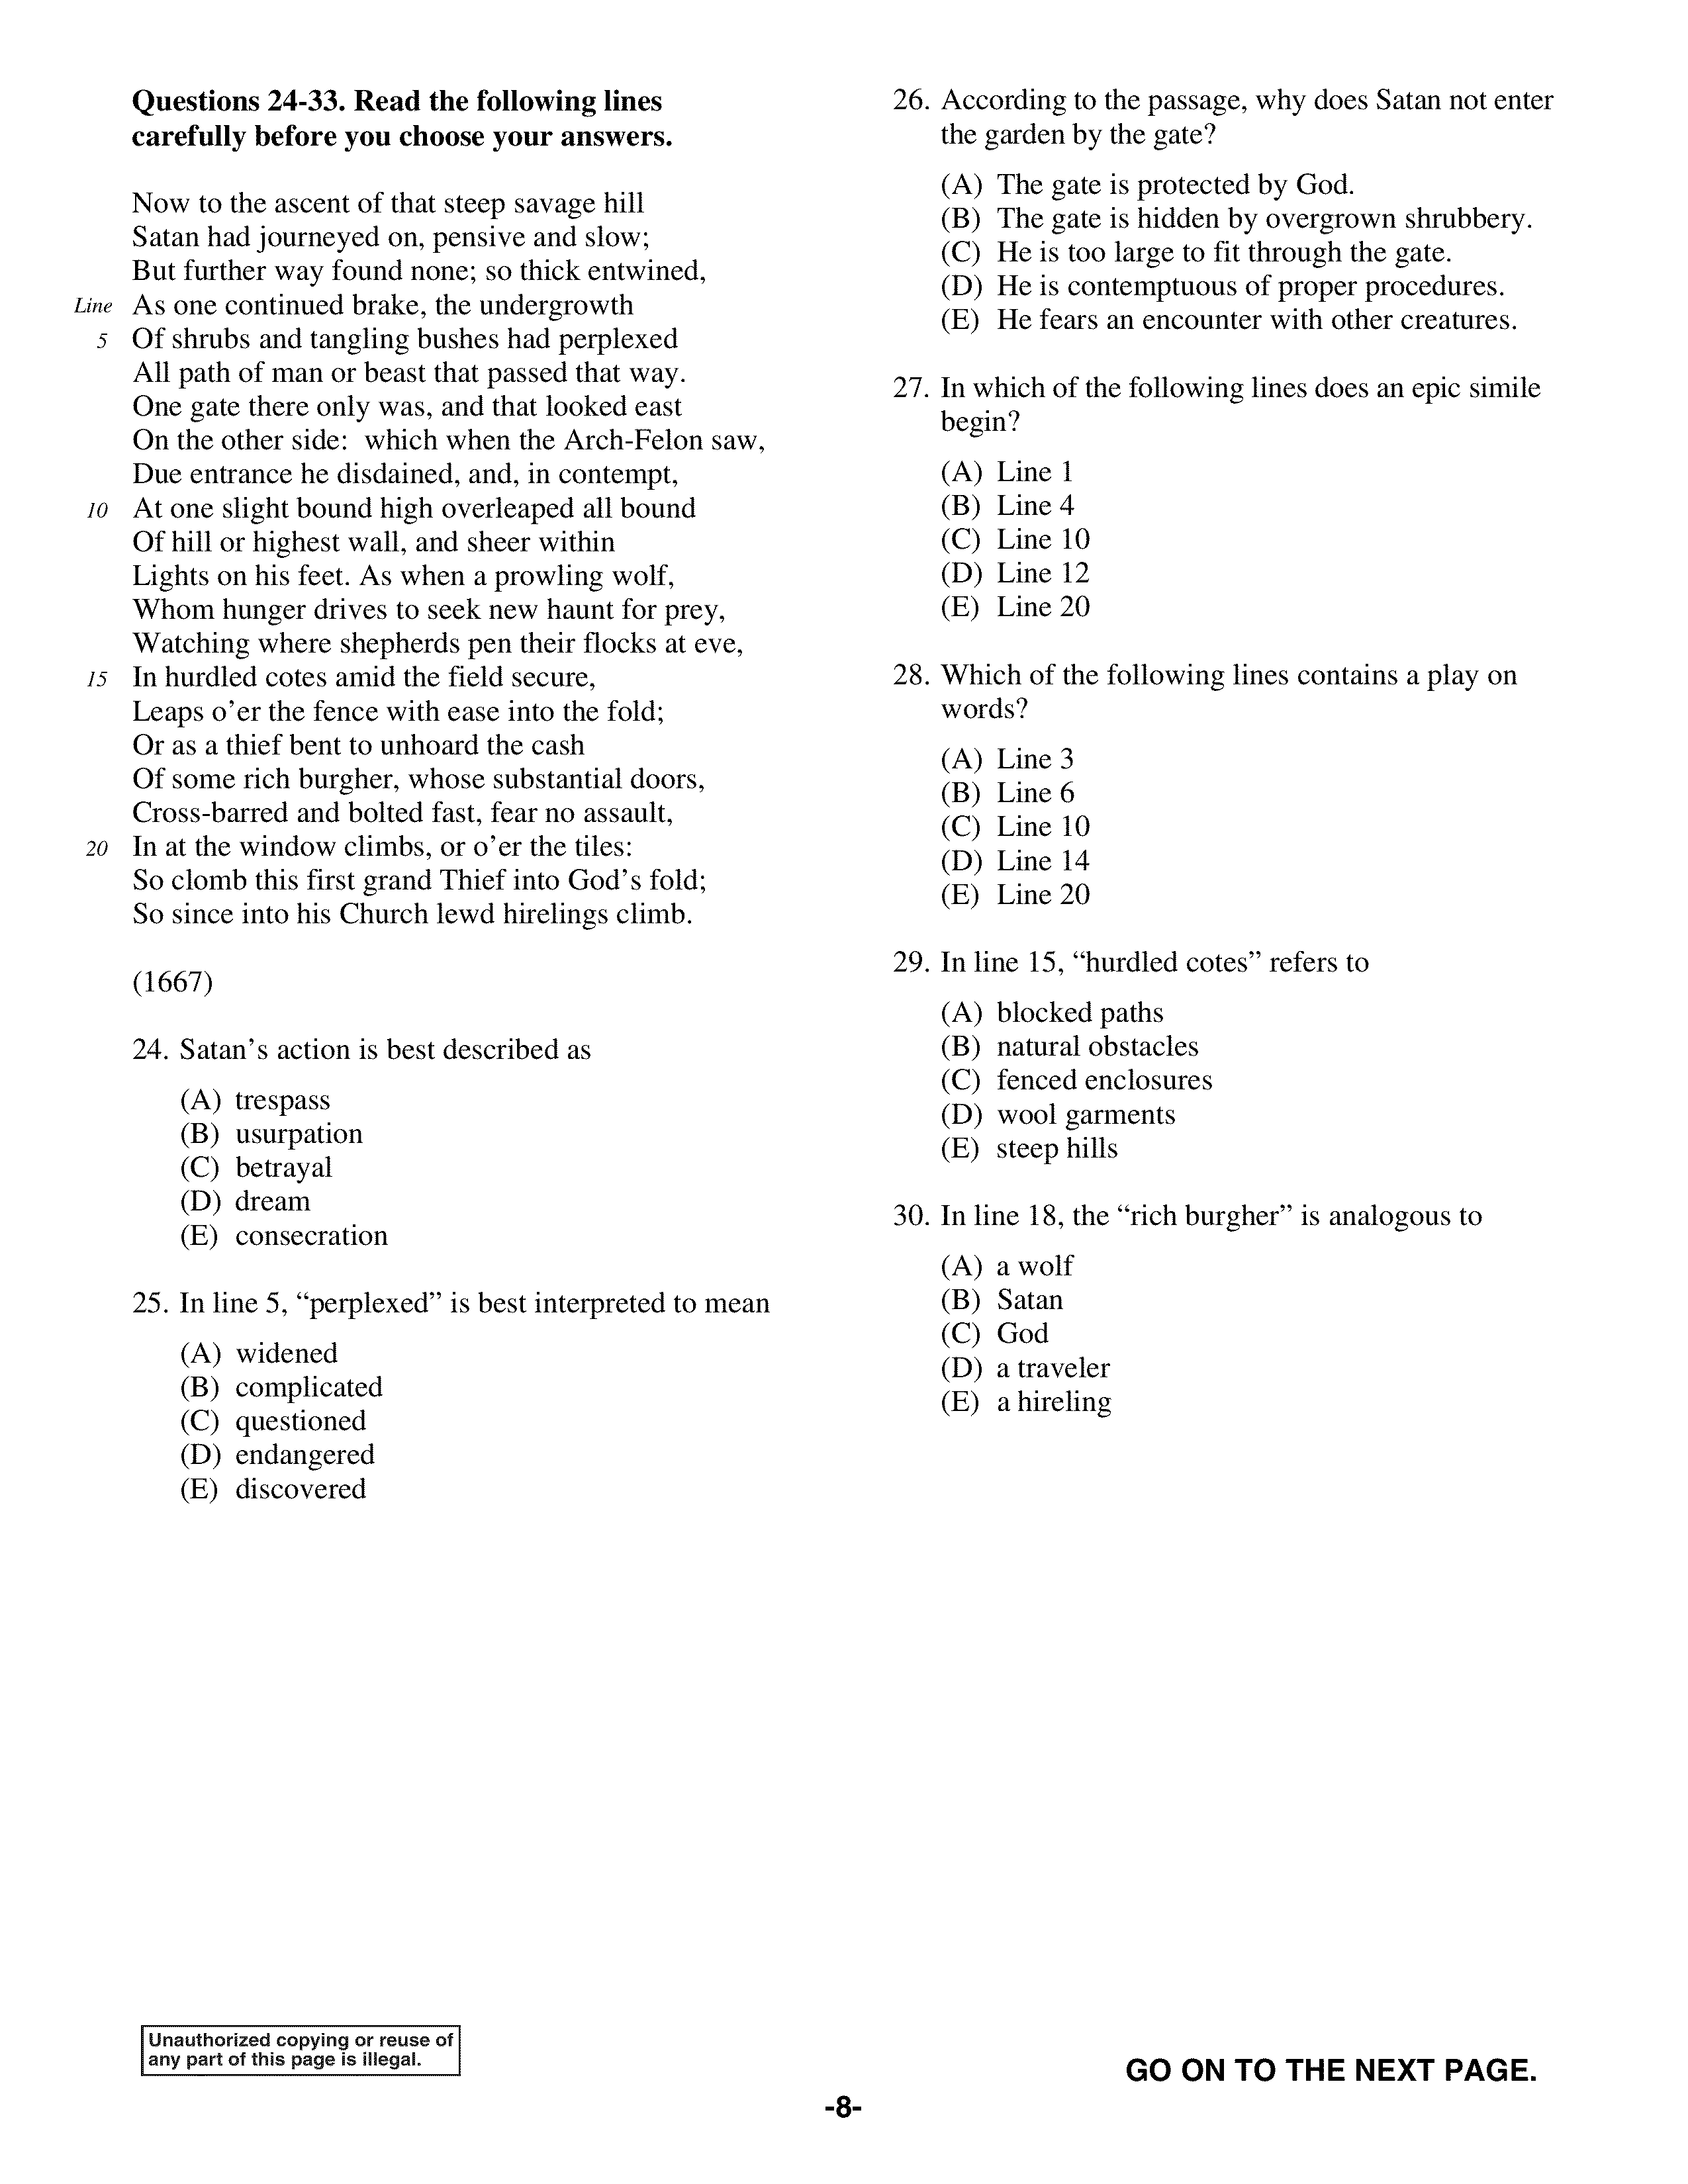 Questions 24-33. Read the following lines
carefully before you choose your answers.
Now to the ascent of that steep savage hill
Satan had journeyed on, pensive and slow;
But further way found none; so thick entwined,
Line As one continued brake, the undergrowth
5 Of shrubs and tangling bushes had perplexed
All path of man or beast that passed that way.
One gate there only was, and that looked east
On the other side: which when the Arch-Felon saw,
Due entrance he disdained, and, in contempt,
10 At one slight bound high overleaped all bound
Of hill or highest wall, and sheer within
Lights on his feet. As when a prowling wolf,
Whom hunger drives to seek new haunt for prey,
Watching where shepherds pen their flocks at eve,
15 In hurdled cotes amid the field secure,
Leaps o’er the fence with ease into the fold;
Or as a thief bent to unhoard the cash
Of some rich burgher, whose substantial doors,
Cross-barred and bolted fast, fear no assault,
20 In at the window climbs, or o’er the tiles:
So clomb this first grand Thief into God’s fold;
So since into his Church lewd hirelings climb.
(1667)
24. Satan’s action is best described as
(A) trespass
(B) usurpation
(C) betrayal
(D) dream
(E) consecration
25. In line 5, “perplexed” is best interpreted to mean
(A) widened
(B) complicated
(C) questioned
(D) endangered
(E) discovered
26. According to the passage, why does Satan not enter
the garden by the gate?
(A) The gate is protected by God.
(B) The gate is hidden by overgrown shrubbery.
(C) He is too large to fit through the gate.
(D) He is contemptuous of proper procedures.
(E) He fears an encounter with other creatures.
27. In which of the following lines does an epic simile
begin?
(A) Line 1
(B) Line 4
(C) Line 10
(D) Line 12
(E) Line 20
28. Which of the following lines contains a play on
words?
(A) Line 3
(B) Line 6
(C) Line 10
(D) Line 14
(E) Line 20
29. In line 15, “hurdled cotes” refers to
(A) blocked paths
(B) natural obstacles
(C) fenced enclosures
(D) wool garments
(E) steep hills
30. In line 18, the “rich burgher” is analogous to
(A) a wolf
(B) Satan
(C) God
(D) a traveler
(E) a hireling
Unauthorized copying or reuse of
any part of this page is illegal.
GO ON TO THE NEXT PAGE.
-8-